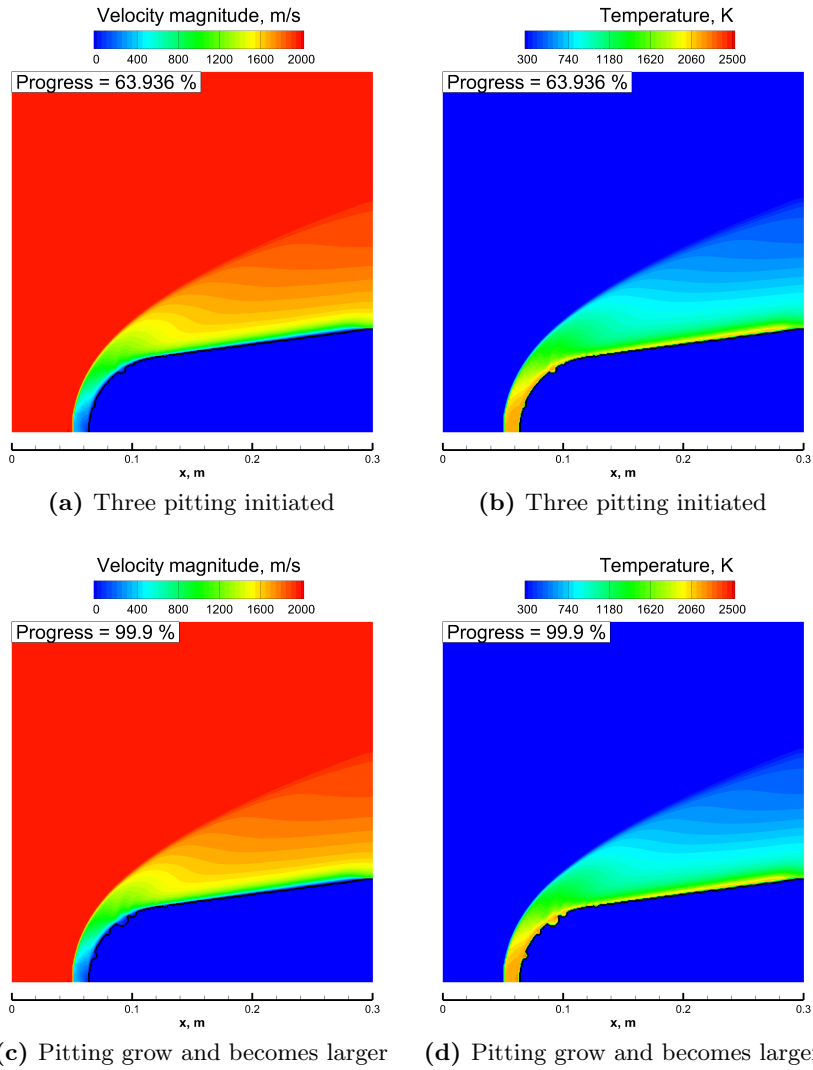 Velocity magnitude, m/s
0 400 800 1200 1600 2000
Progress = 63.936 %
0 0.1 0.2 0.3
x, m
(a) Three pitting initiated
Temperature, K
300 740 1180 1620 2060 2500
Progress = 63.936 %
0 0.1 0.2 0.3
x, m
(b) Three pitting initiated
Velocity magnitude, m/s
0 400 800 1200 1600 2000
Progress = 99.9 %
0 0.1 0.2 0.3
x, m
(c) Pitting grow and becomes larger
Temperature, K
300 740 1180 1620 2060 2500
Progress = 99.9 %
0 0.1 0.2 0.3
x, m
(d) Pitting grow and becomes larger